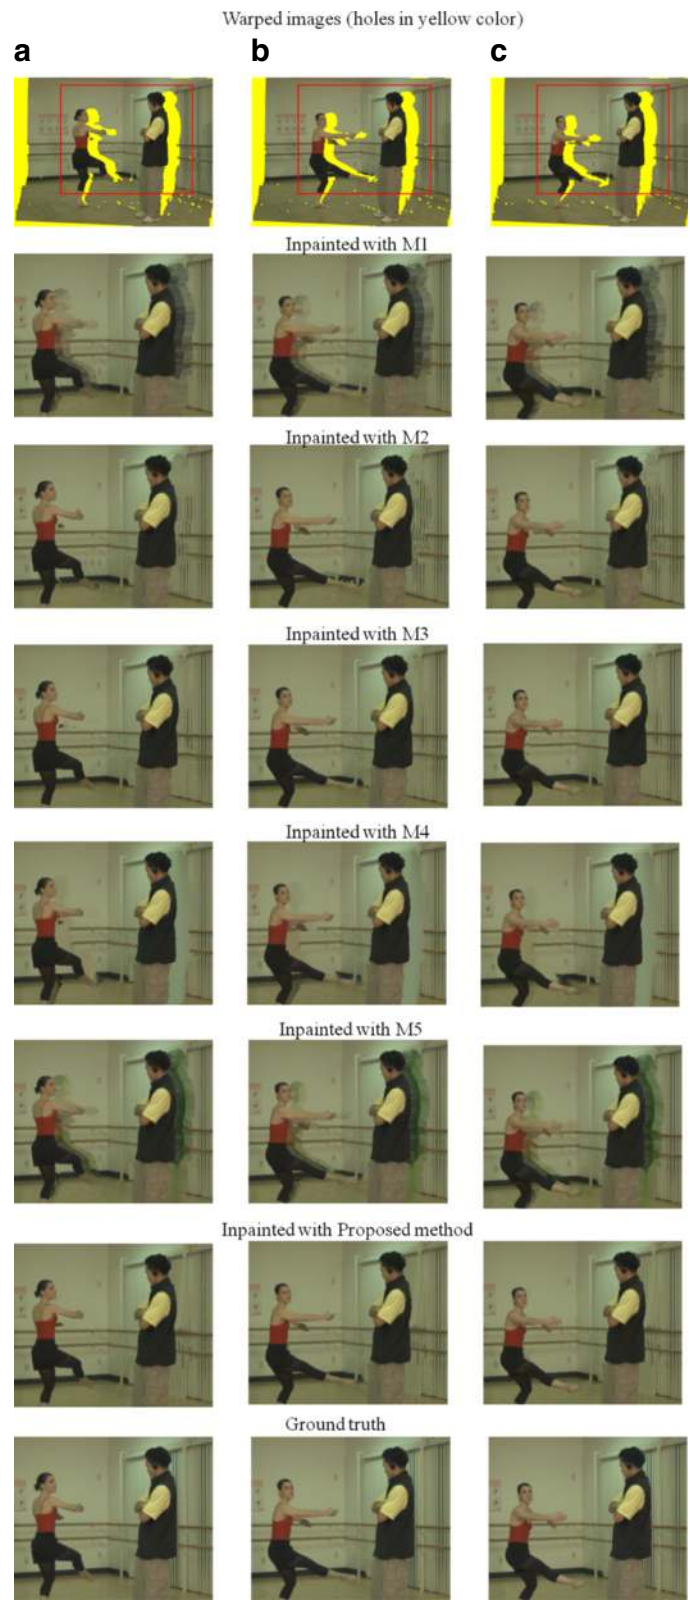 Warped images (holes in yellow color)
a b c
Inpainted with M1
Inpainted with M2
Inpainted with M3
Inpainted with M4
Inpainted with M5
Inpainted with Proposed method
Ground truth